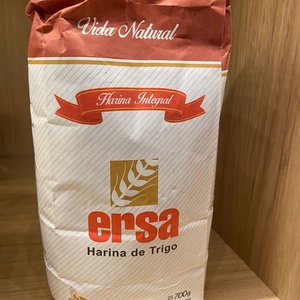 Vida Natural
Harina Integral
ersa
Harina de Trigo
700g